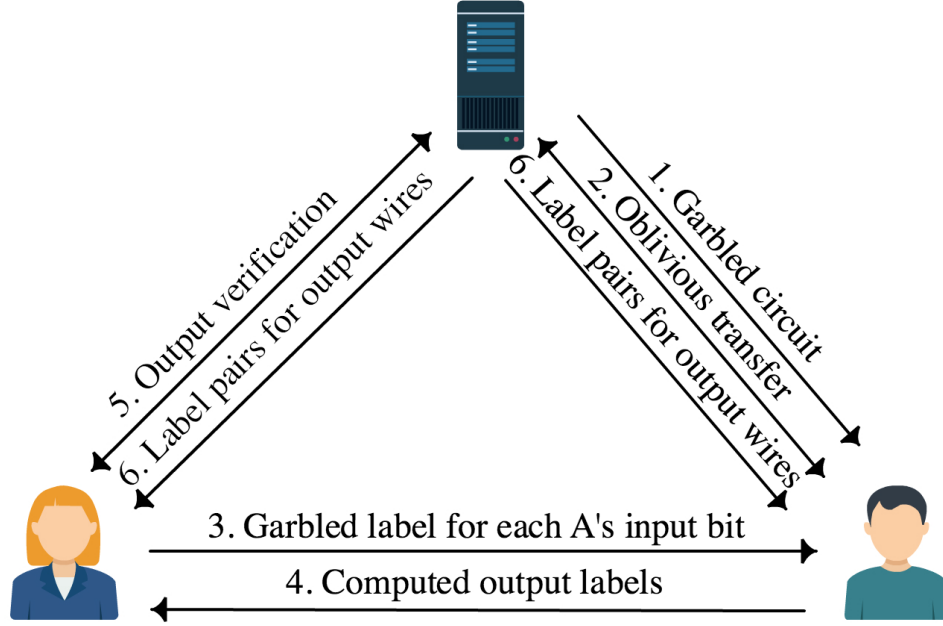 1. Garbled circuit
2. Oblivious transfer
6. Label pairs for output wires
5. Output verification
6. Label pairs for output wires
3. Garbled label for each A's input bit
4. Computed output labels